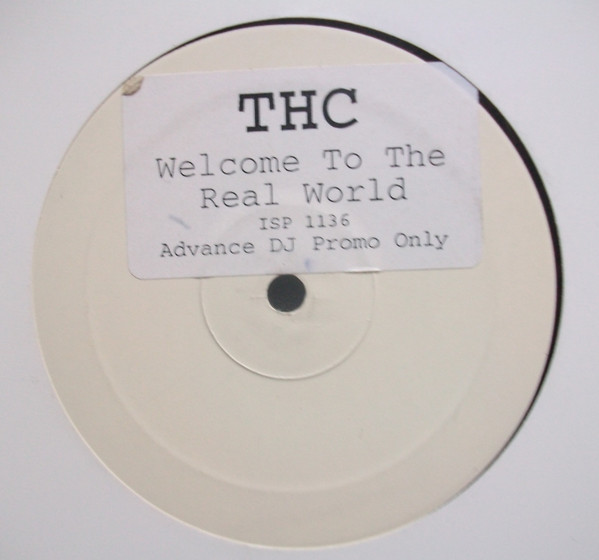 THC
Welcome To The
Real World
ISP 1136
Advance DJ Promo Only